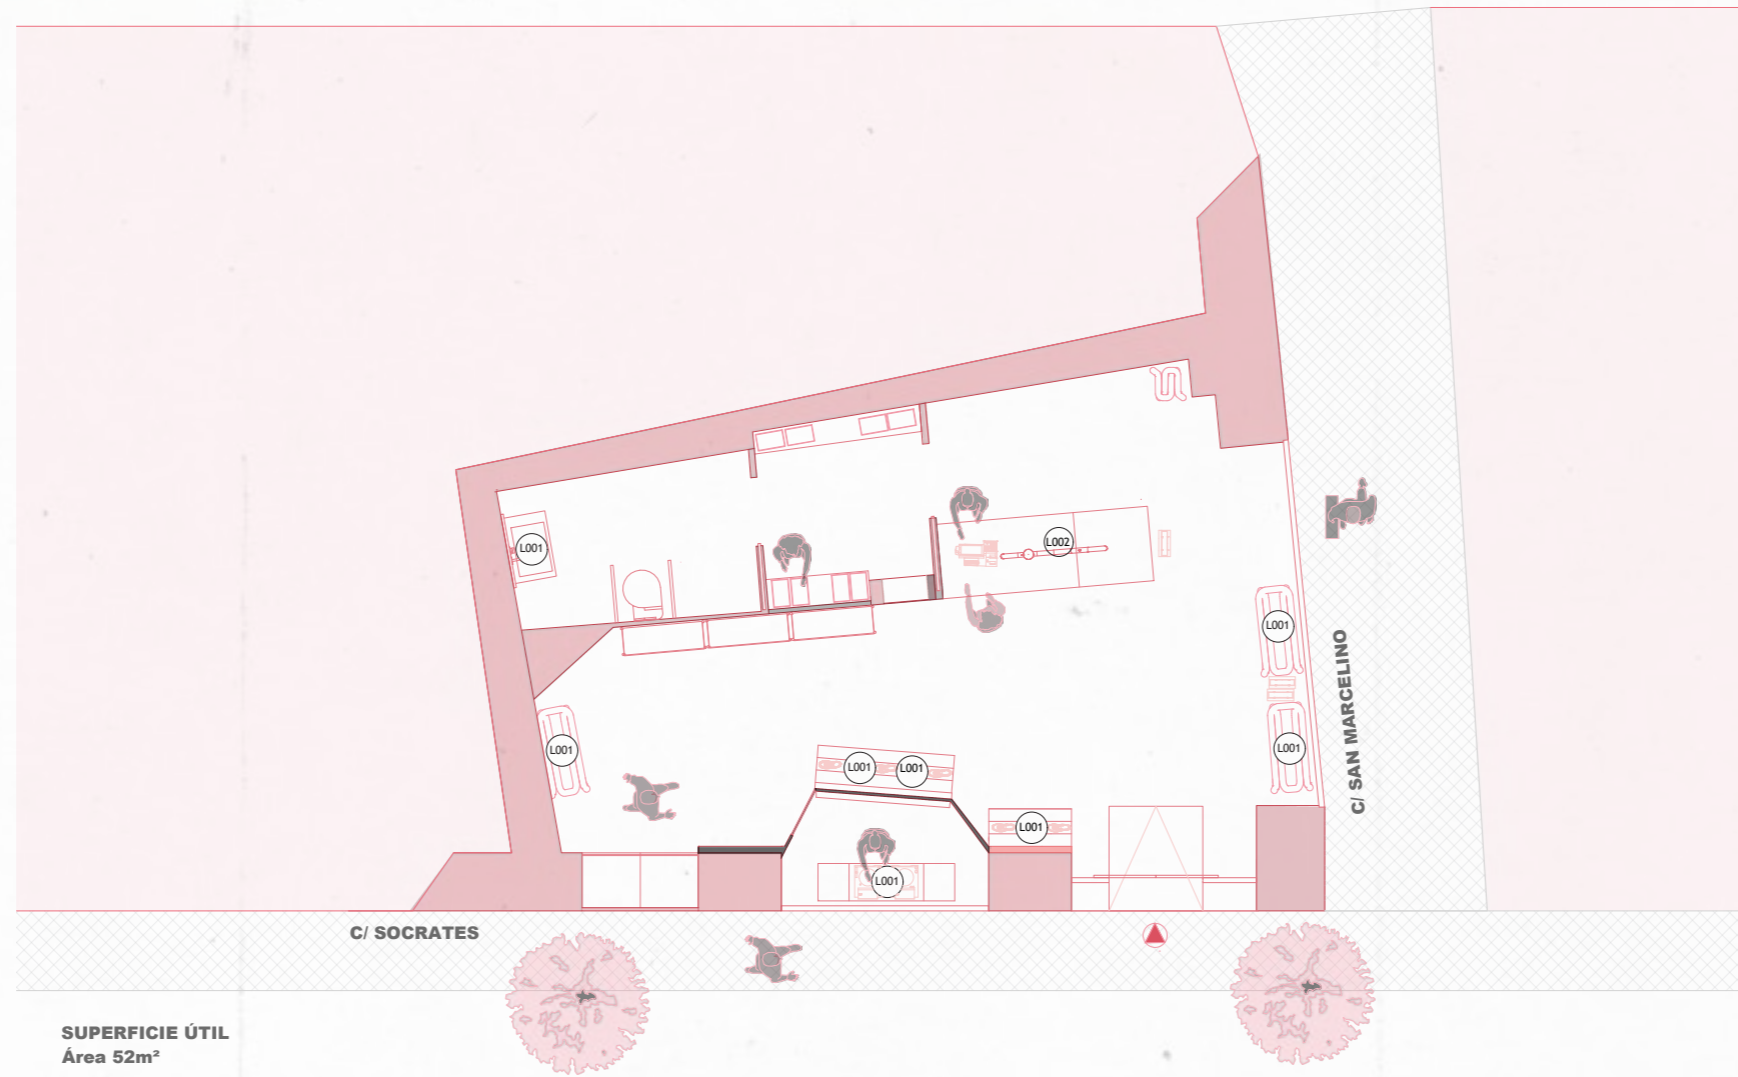 L001
L002
L001
C/ SAN MARCELINO
L001
L001
L001
L001
L001
L001
C/ SOCRATES
SUPERFICIE ÚTIL
Área 52m²